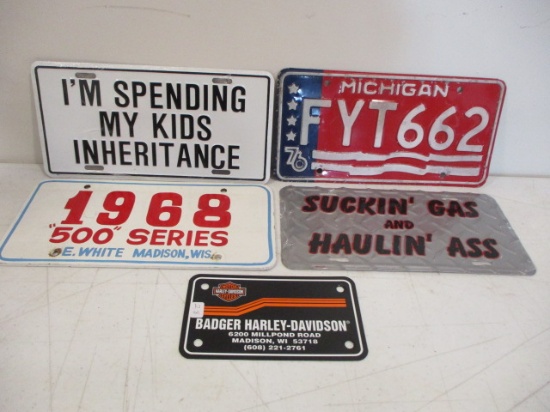 I'M SPENDING
MY KIDS
INHERITANCE
MICHIGAN
FYT662
76
1968
"500" SERIES
E. WHITE MADISON, WIS.
SUCKIN' GAS
AND
HAULIN' ASS
HARLEY-DAVIDSON
BADGER HARLEY-DAVIDSON
6200 MILLPOND ROAD
MADISON, WI 53718
(608) 221-2761